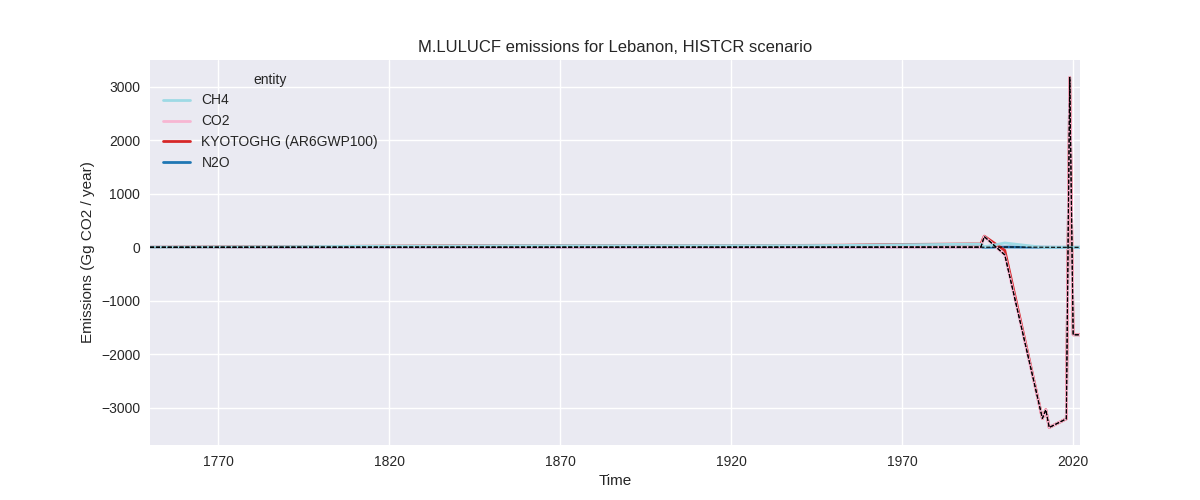 M.LULUCF emissions for Lebanon, HISTCR scenario
entity
CH4
CO2
KYOTOGHG (AR6GWP100)
N2O
Emissions (Gg CO2 / year)
3000
2000
1000
0
−1000
−2000
−3000
1770 1820 1870 1920 1970 2020
Time